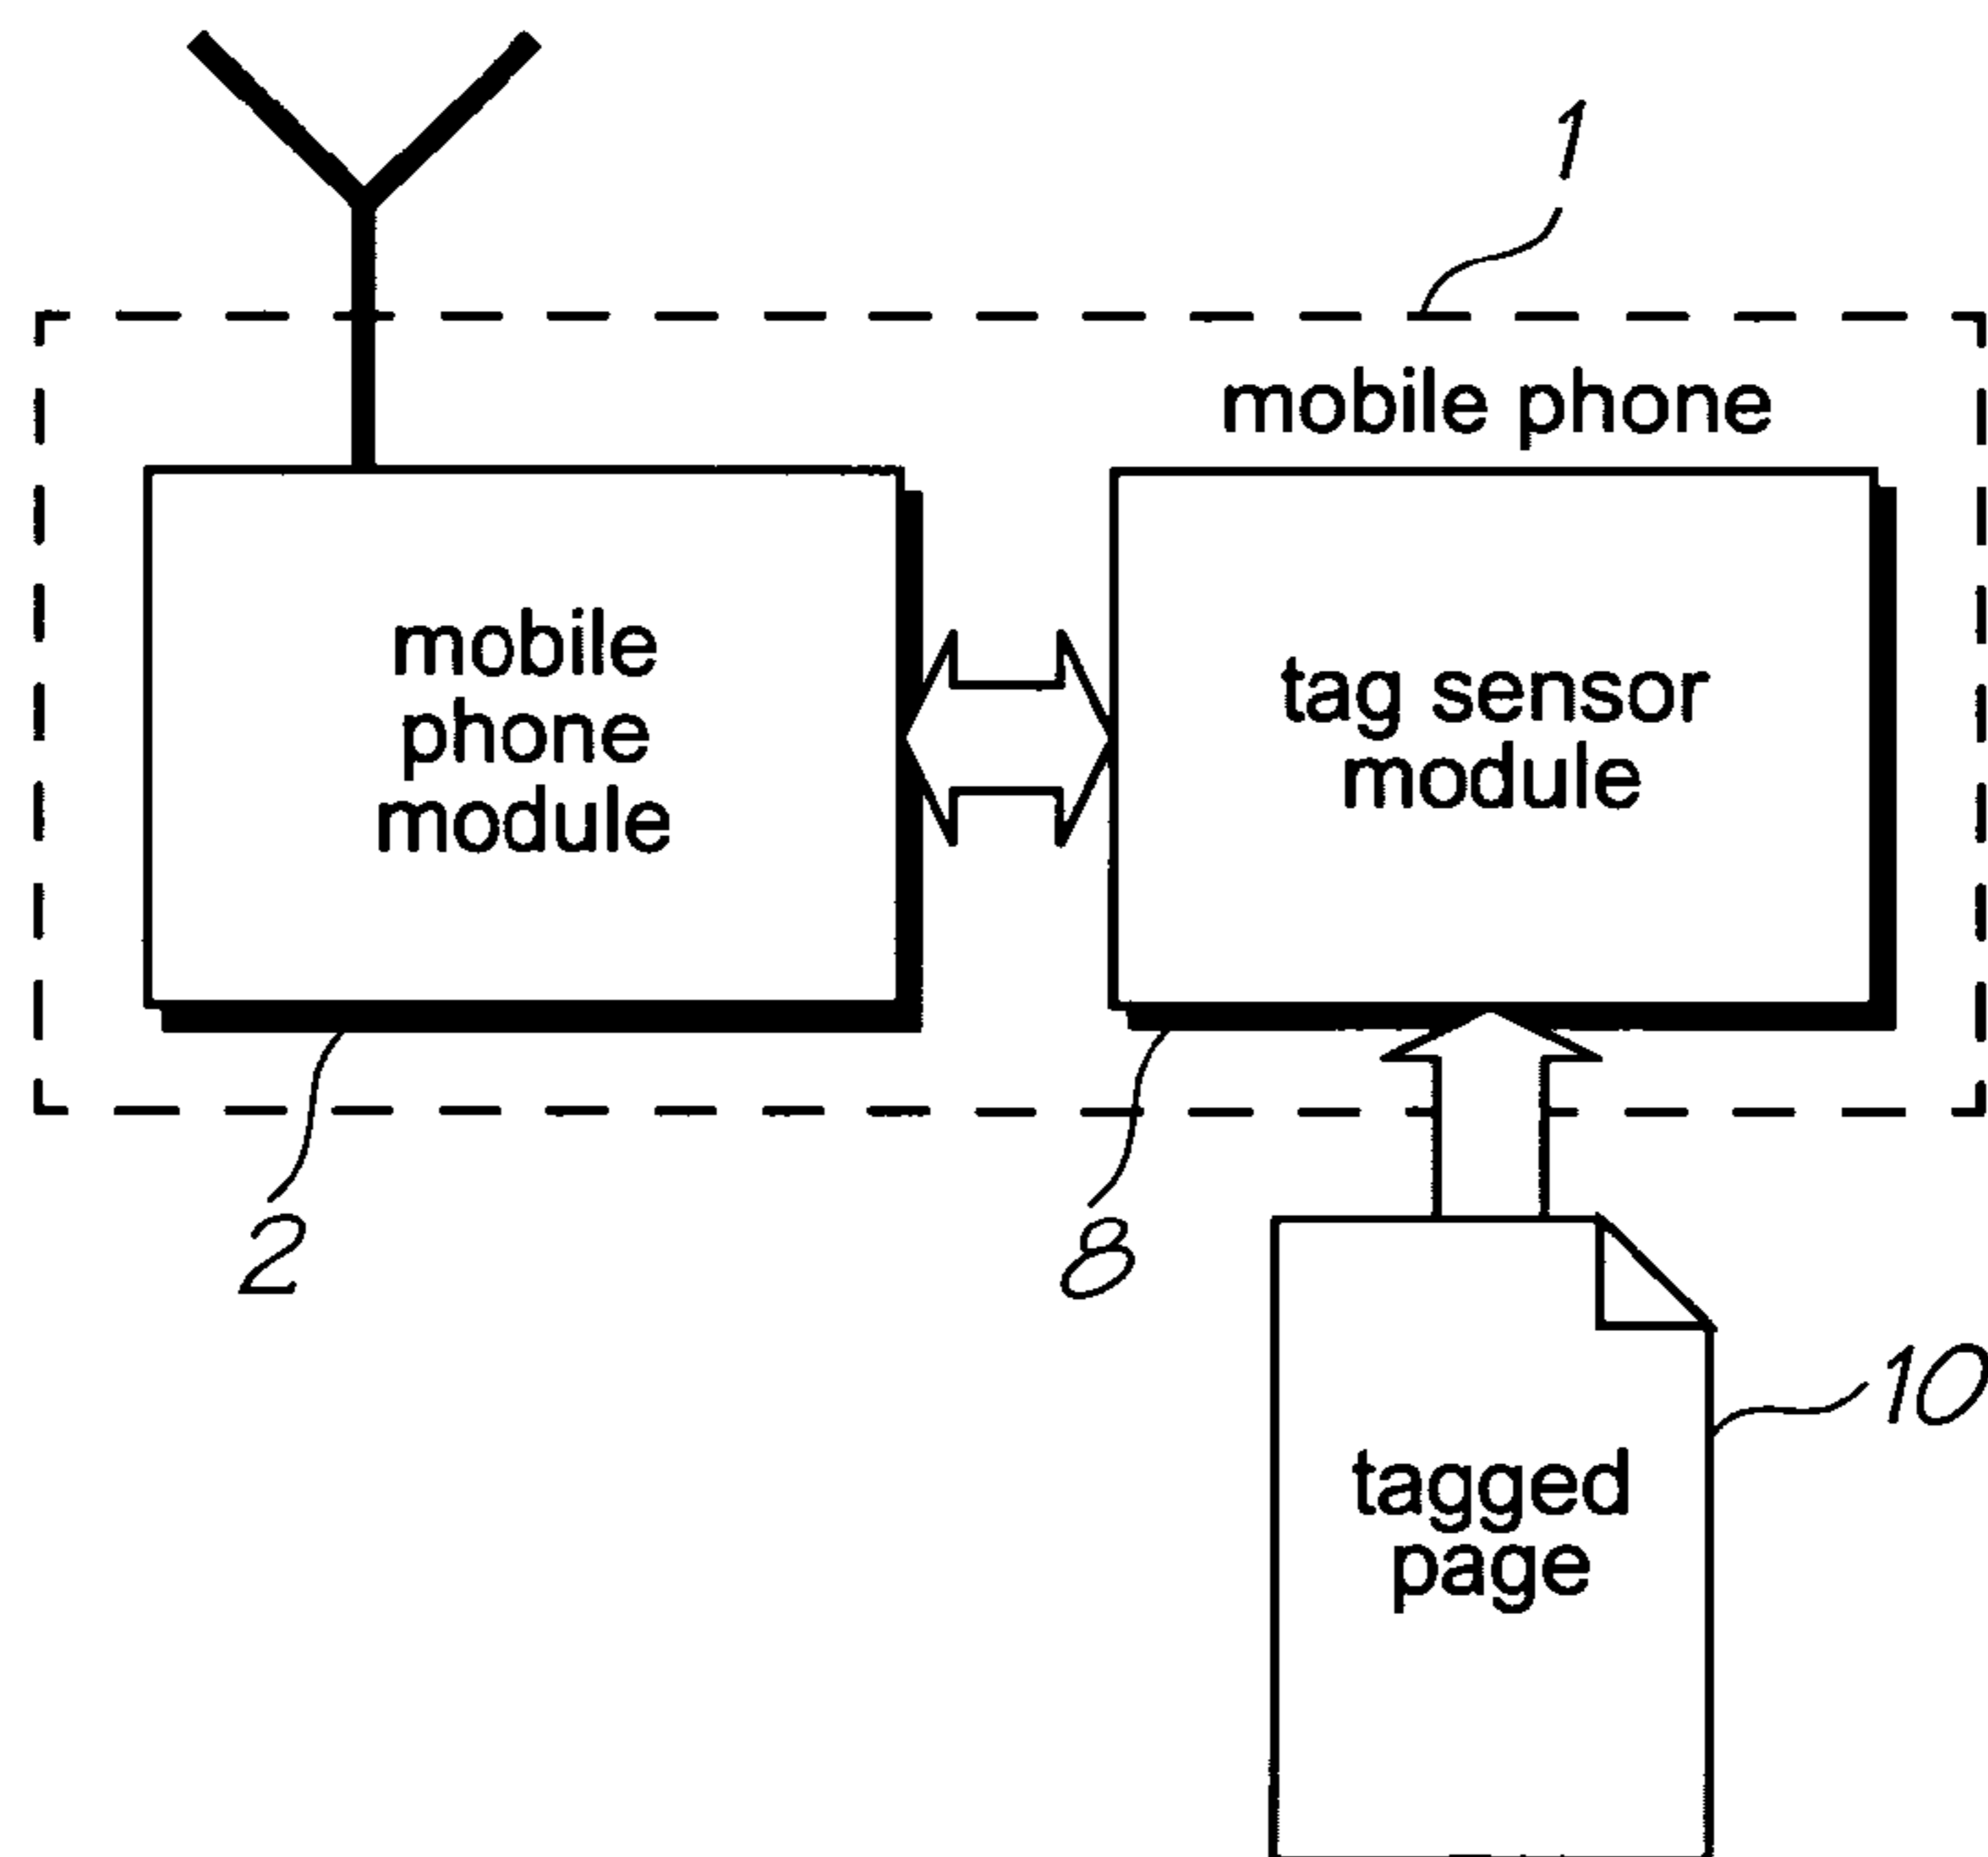 1
mobile phone
mobile
phone
module
tag sensor
module
2
8
10
tagged
page